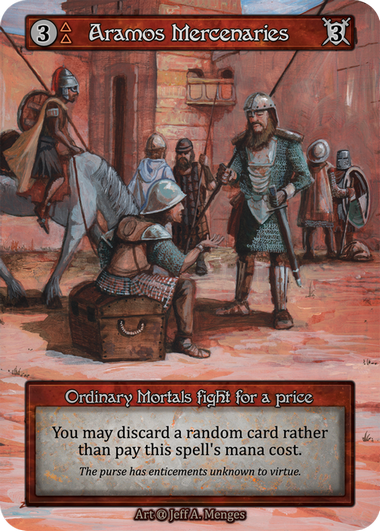 3 Aramos Mercenaries 3
Ordinary Mortals fight for a price
You may discard a random card rather
than pay this spell's mana cost.
The purse has enticements unknown to virtue.
Art @ Jeff A. Menges